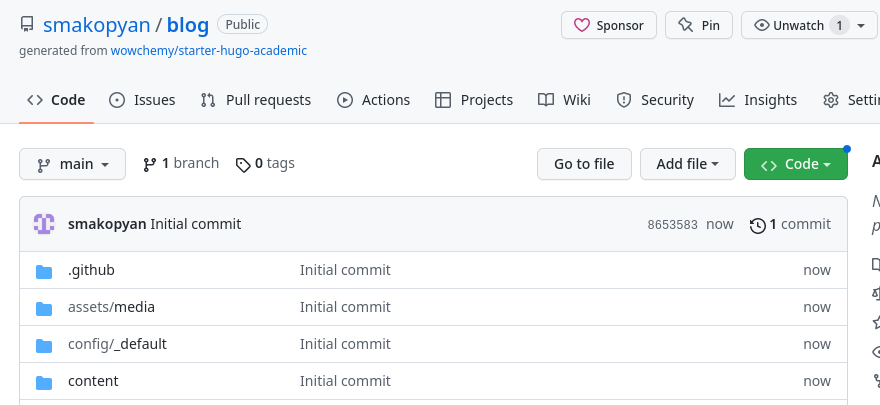 smakopyan / blog Public Sponsor Pin Unwatch 1
generated from wowchemy/starter-hugo-academic
Code Issues Pull requests Actions Projects Wiki Security Insights
main 1 branch 0 tags Go to file Add file Code
smakopyan Initial commit 8653583 now 1 commit
.github Initial commit now
assets/media Initial commit now
config/_default Initial commit now
content Initial commit now